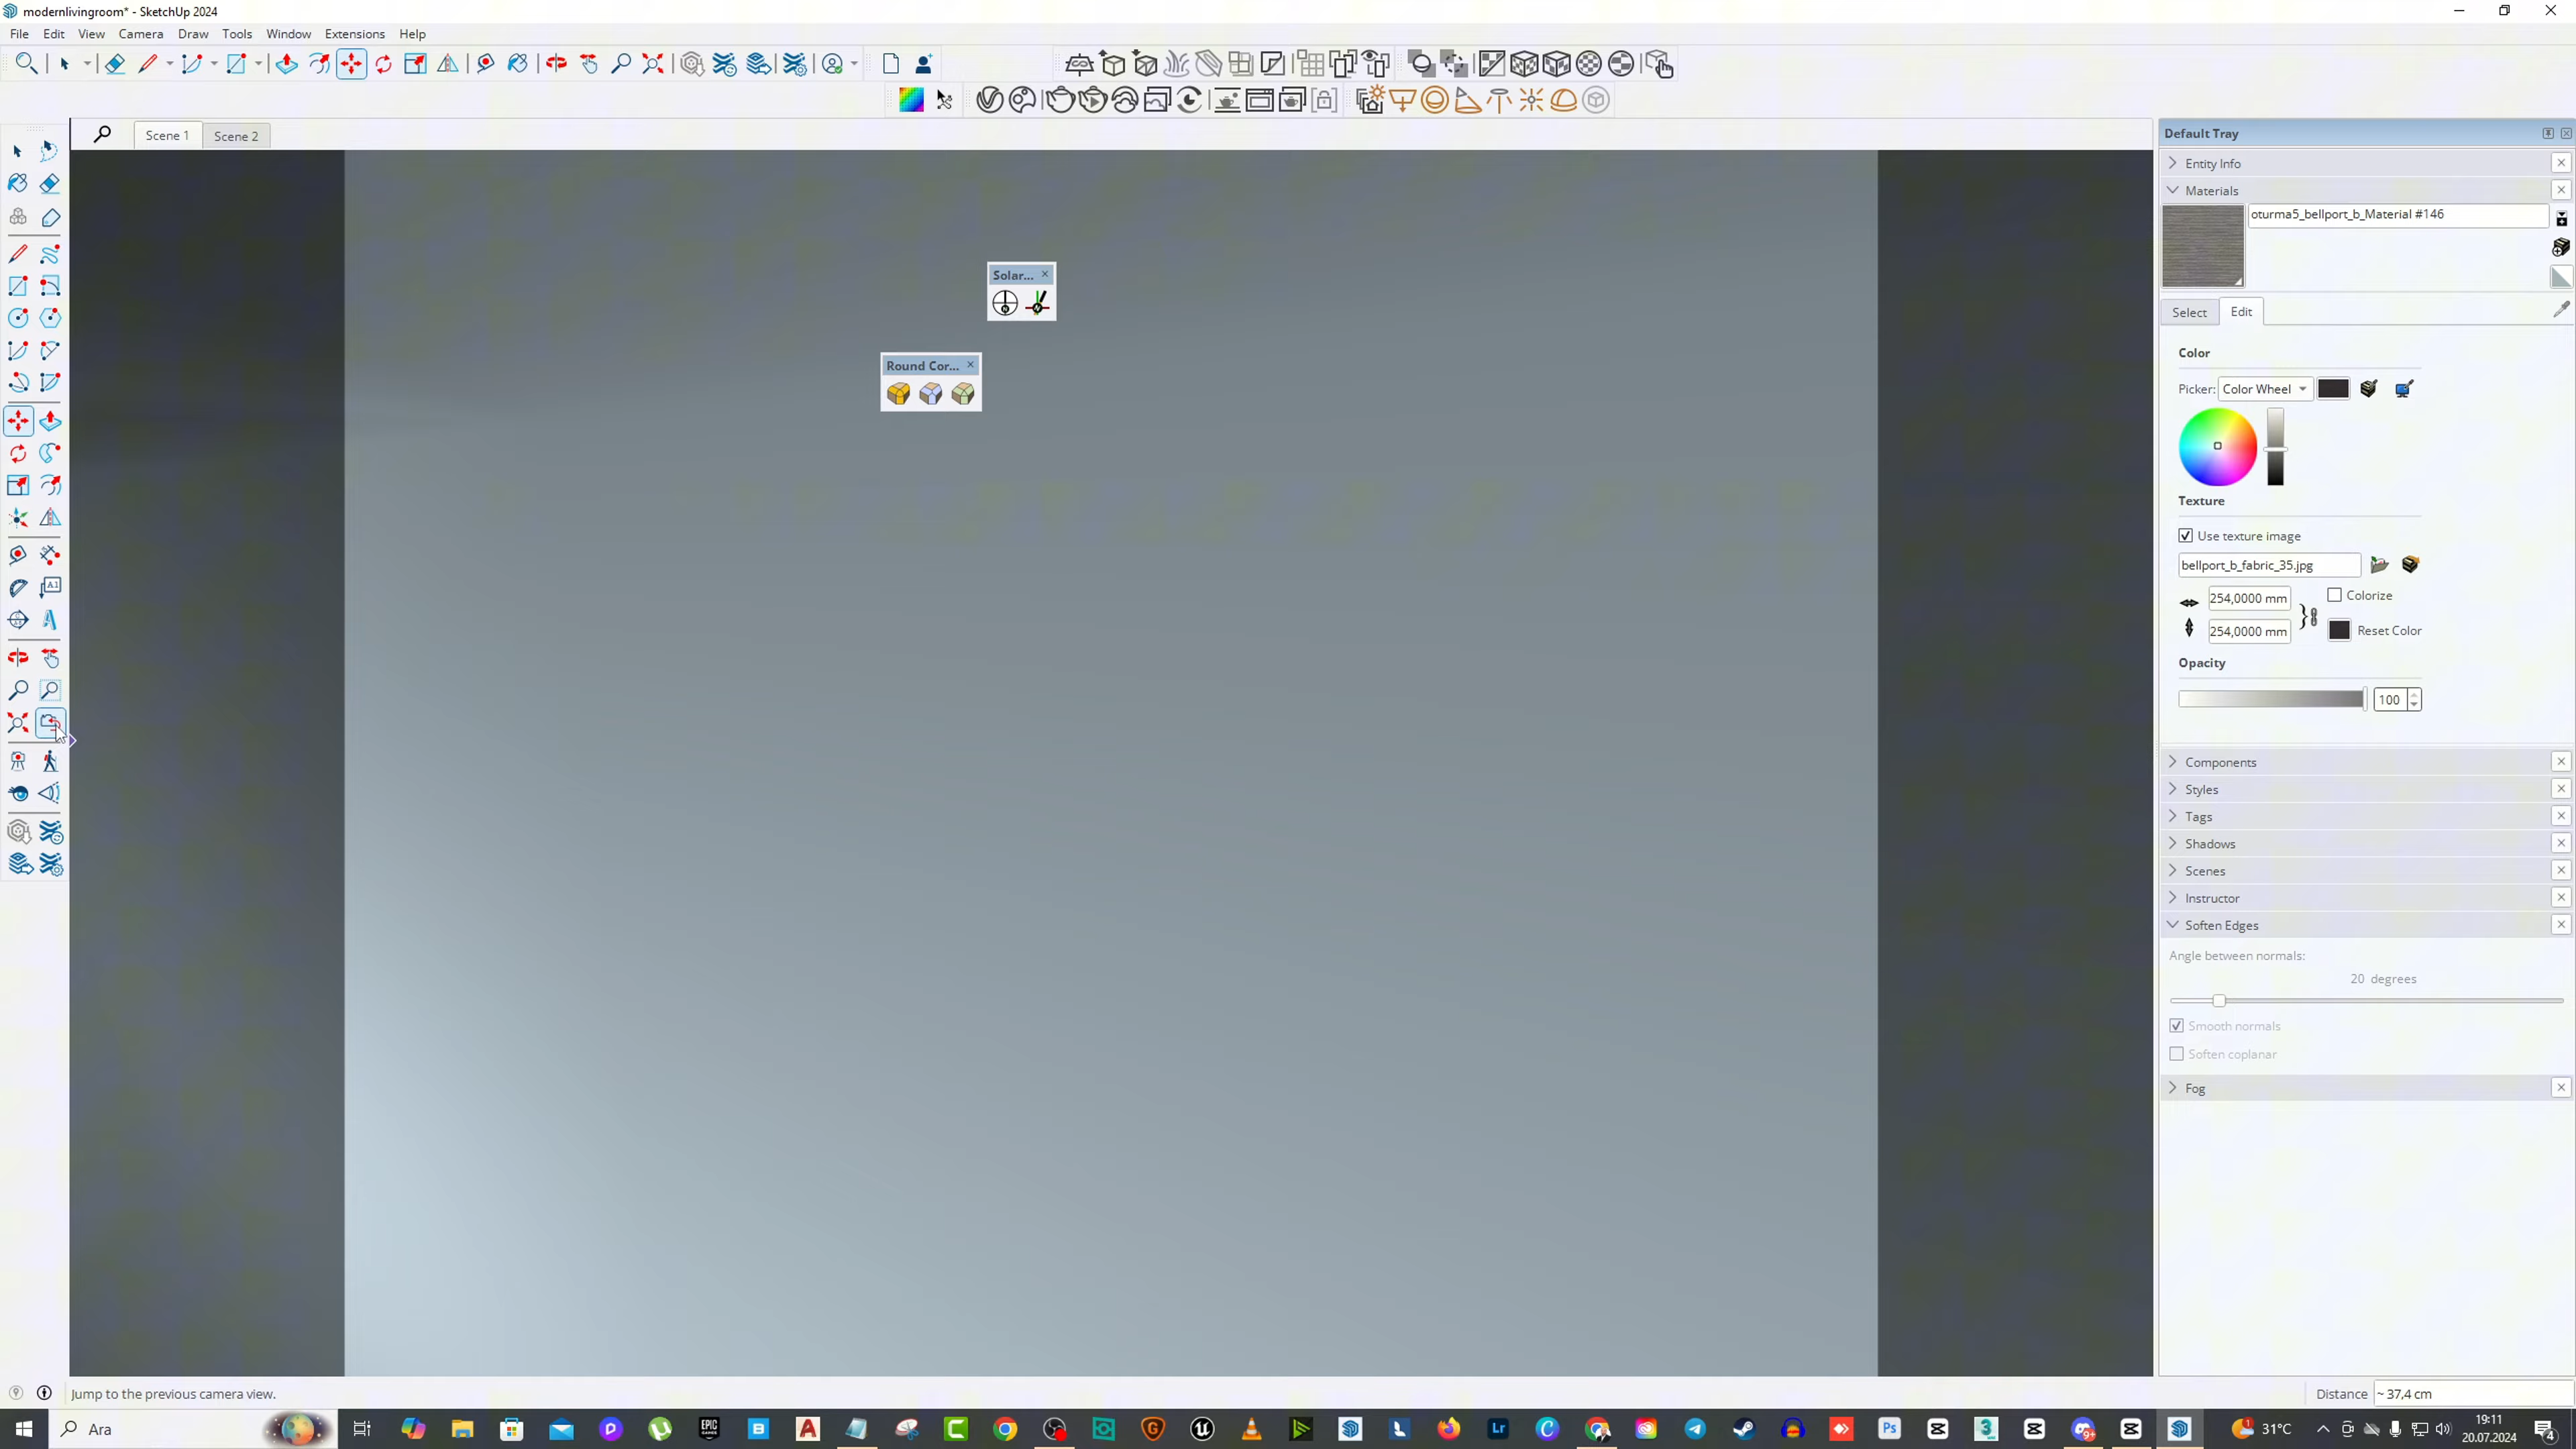 modernlivingroom* - SketchUp 2024
File Edit View Camera Draw Tools Window Extensions Help
Scene 1 Scene 2
Solar...
Round Cor...
Default Tray
Entity Info
Materials
oturma5_bellport_b_Material #146
Select Edit
Color
Picker: Color Wheel
Texture
Use texture image
bellport_b_fabric_35.jpg
254,0000 mm Colorize
254,0000 mm Reset Color
Opacity
100
Components
Styles
Tags
Shadows
Scenes
Instructor
Soften Edges
Angle between normals:
20 degrees
Smooth normals
Soften coplanar
Fog
Jump to the previous camera view.
Distance ~ 37,4 cm
Ara
31°C
19:11
20.07.2024